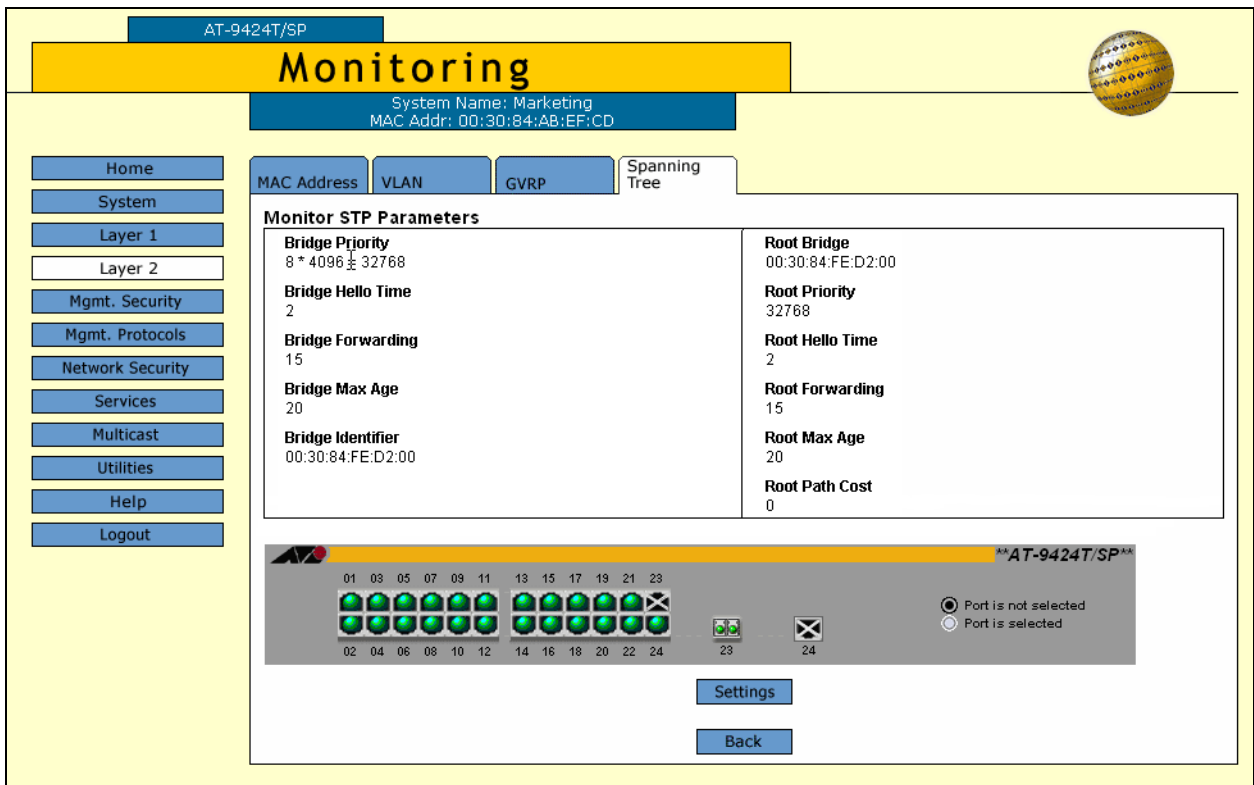 AT-9424T/SP
Monitoring
System Name: Marketing
MAC Addr: 00:30:84:AB:EF:CD
Home
System
Layer 1
Layer 2
Mgmt. Security
Mgmt. Protocols
Network Security
Services
Multicast
Utilities
Help
Logout
MAC Address
VLAN
GVRP
Spanning
Tree
Monitor STP Parameters
Bridge Priority
8 * 4096 = 32768
Bridge Hello Time
2
Bridge Forwarding
15
Bridge Max Age
20
Bridge Identifier
00:30:84:FE:D2:00
Root Bridge
00:30:84:FE:D2:00
Root Priority
32768
Root Hello Time
2
Root Forwarding
15
Root Max Age
20
Root Path Cost
0
**AT-9424T/SP**
01 03 05 07 09 11 13 15 17 19 21 23
02 04 06 08 10 12 14 16 18 20 22 24 23 24
Port is not selected
Port is selected
Settings
Back